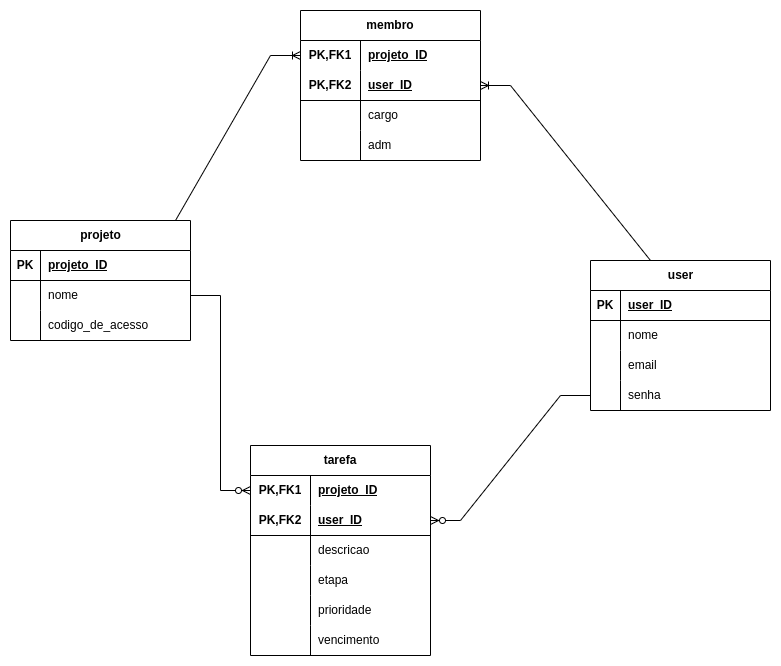 membro
PK,FK1 projeto_ID
PK,FK2 user_ID
cargo
adm
projeto
PK projeto_ID
nome
codigo_de_acesso
user
PK user_ID
nome
email
senha
tarefa
PK,FK1 projeto_ID
PK,FK2 user_ID
descricao
etapa
prioridade
vencimento